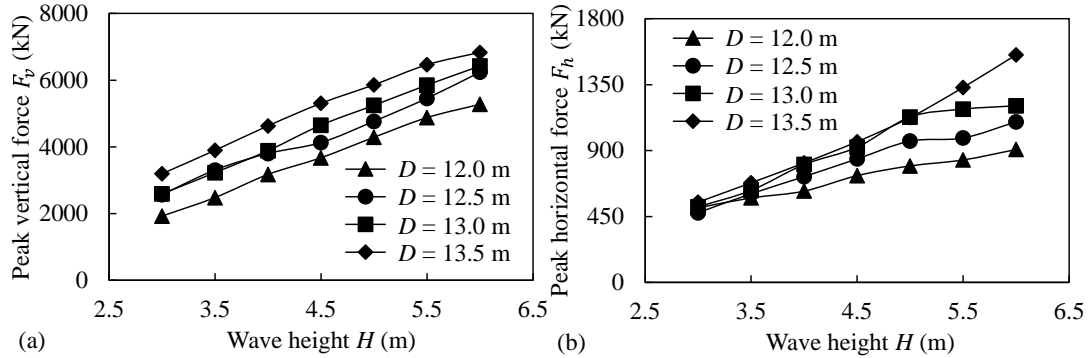 Peak vertical force F_v (kN)
8000
6000
4000
2000
0
D = 12.0 m
D = 12.5 m
D = 13.0 m
D = 13.5 m
2.5 3.5 4.5 5.5 6.5
Wave height H (m)
(a)
Peak horizontal force F_h (kN)
1800
1350
900
450
0
D = 12.0 m
D = 12.5 m
D = 13.0 m
D = 13.5 m
2.5 3.5 4.5 5.5 6.5
Wave height H (m)
(b)